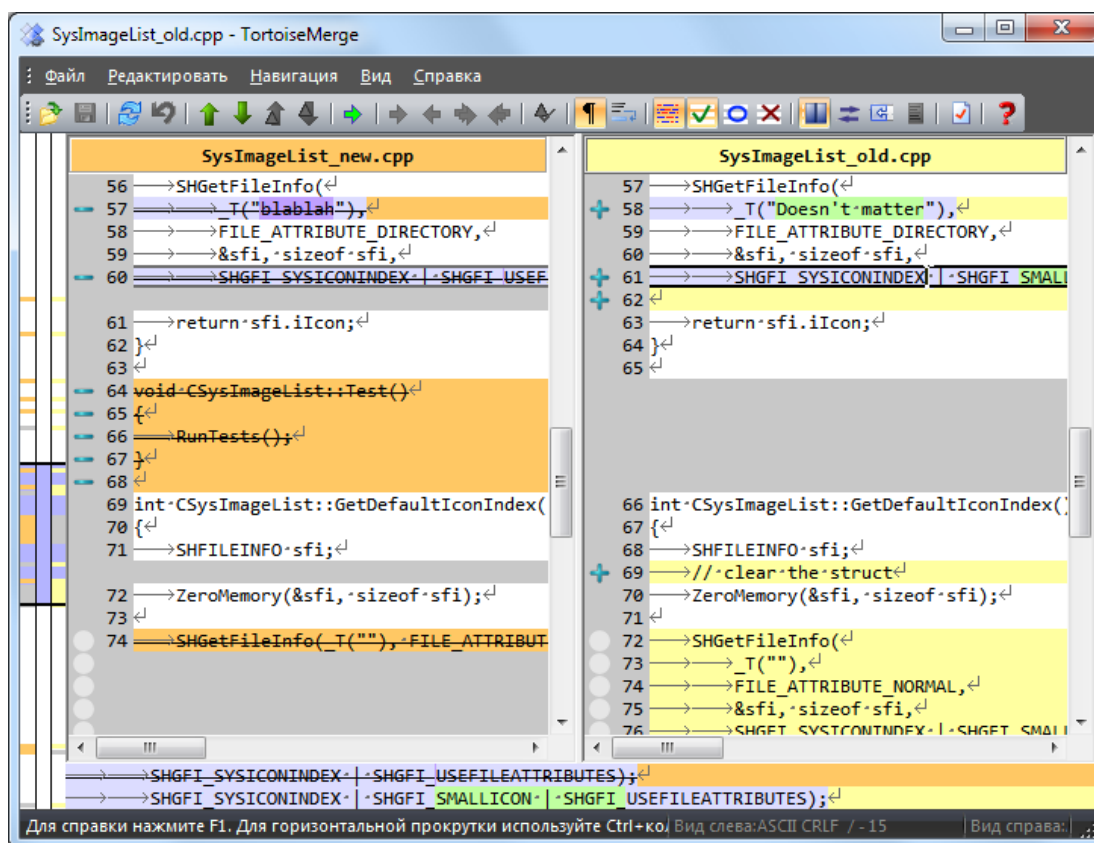 SysImageList_old.cpp - TortoiseMerge
Файл Редактировать Навигация Вид Справка
SysImageList_new.cpp
56 SHGetFileInfo(
57 _T("blablah"),
58 FILE_ATTRIBUTE_DIRECTORY,
59 &sfi,·sizeof·sfi,
60 SHGFI_SYSICONINDEX·|·SHGFI_USEF
61 return·sfi.iIcon;
62 }
63
64 void·CSysImageList::Test()
65 {
66 RunTests();
67 }
68
69 int·CSysImageList::GetDefaultIconIndex(
70 {
71 SHFILEINFO·sfi;
72 ZeroMemory(&sfi,·sizeof·sfi);
73
74 SHGetFileInfo(_T(""),·FILE_ATTRIBUT
SysImageList_old.cpp
57 SHGetFileInfo(
58 _T("Doesn't·matter"),
59 FILE_ATTRIBUTE_DIRECTORY,
60 &sfi,·sizeof·sfi,
61 SHGFI_SYSICONINDEX·|·SHGFI_SMALL
62
63 return·sfi.iIcon;
64 }
65
66 int·CSysImageList::GetDefaultIconIndex()
67 {
68 SHFILEINFO·sfi;
69 //·clear·the·struct
70 ZeroMemory(&sfi,·sizeof·sfi);
71
72 SHGetFileInfo(
73 _T(""),
74 FILE_ATTRIBUTE_NORMAL,
75 &sfi,·sizeof·sfi,
76 SHGFI_SYSICONINDEX·|·SHGFI_SMALL
SHGFI_SYSICONINDEX·|·SHGFI_USEFILEATTRIBUTES);
SHGFI_SYSICONINDEX·|·SHGFI_SMALLICON·|·SHGFI_USEFILEATTRIBUTES);
Для справки нажмите F1. Для горизонтальной прокрутки используйте Ctrl+ко Вид слева:ASCII CRLF / - 15 Вид справа: